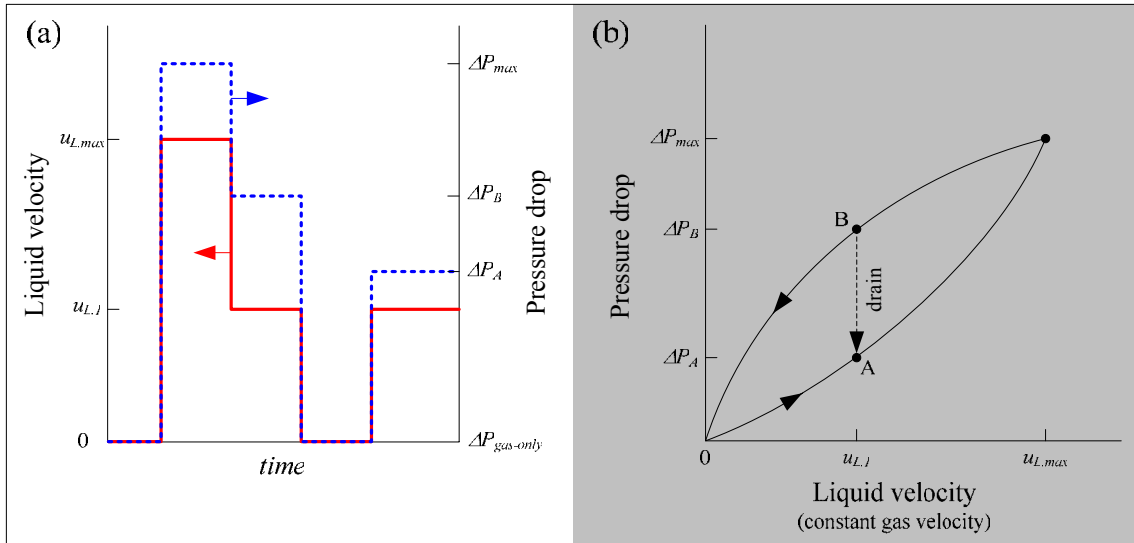 (a)
Liquid velocity
u_L.max
u_L.1
0
time
Pressure drop
ΔP_max
ΔP_B
ΔP_A
ΔP_gas-only
(b)
Pressure drop
ΔP_max
ΔP_B
ΔP_A
B
drain
A
0
u_L.1
u_L.max
Liquid velocity
(constant gas velocity)